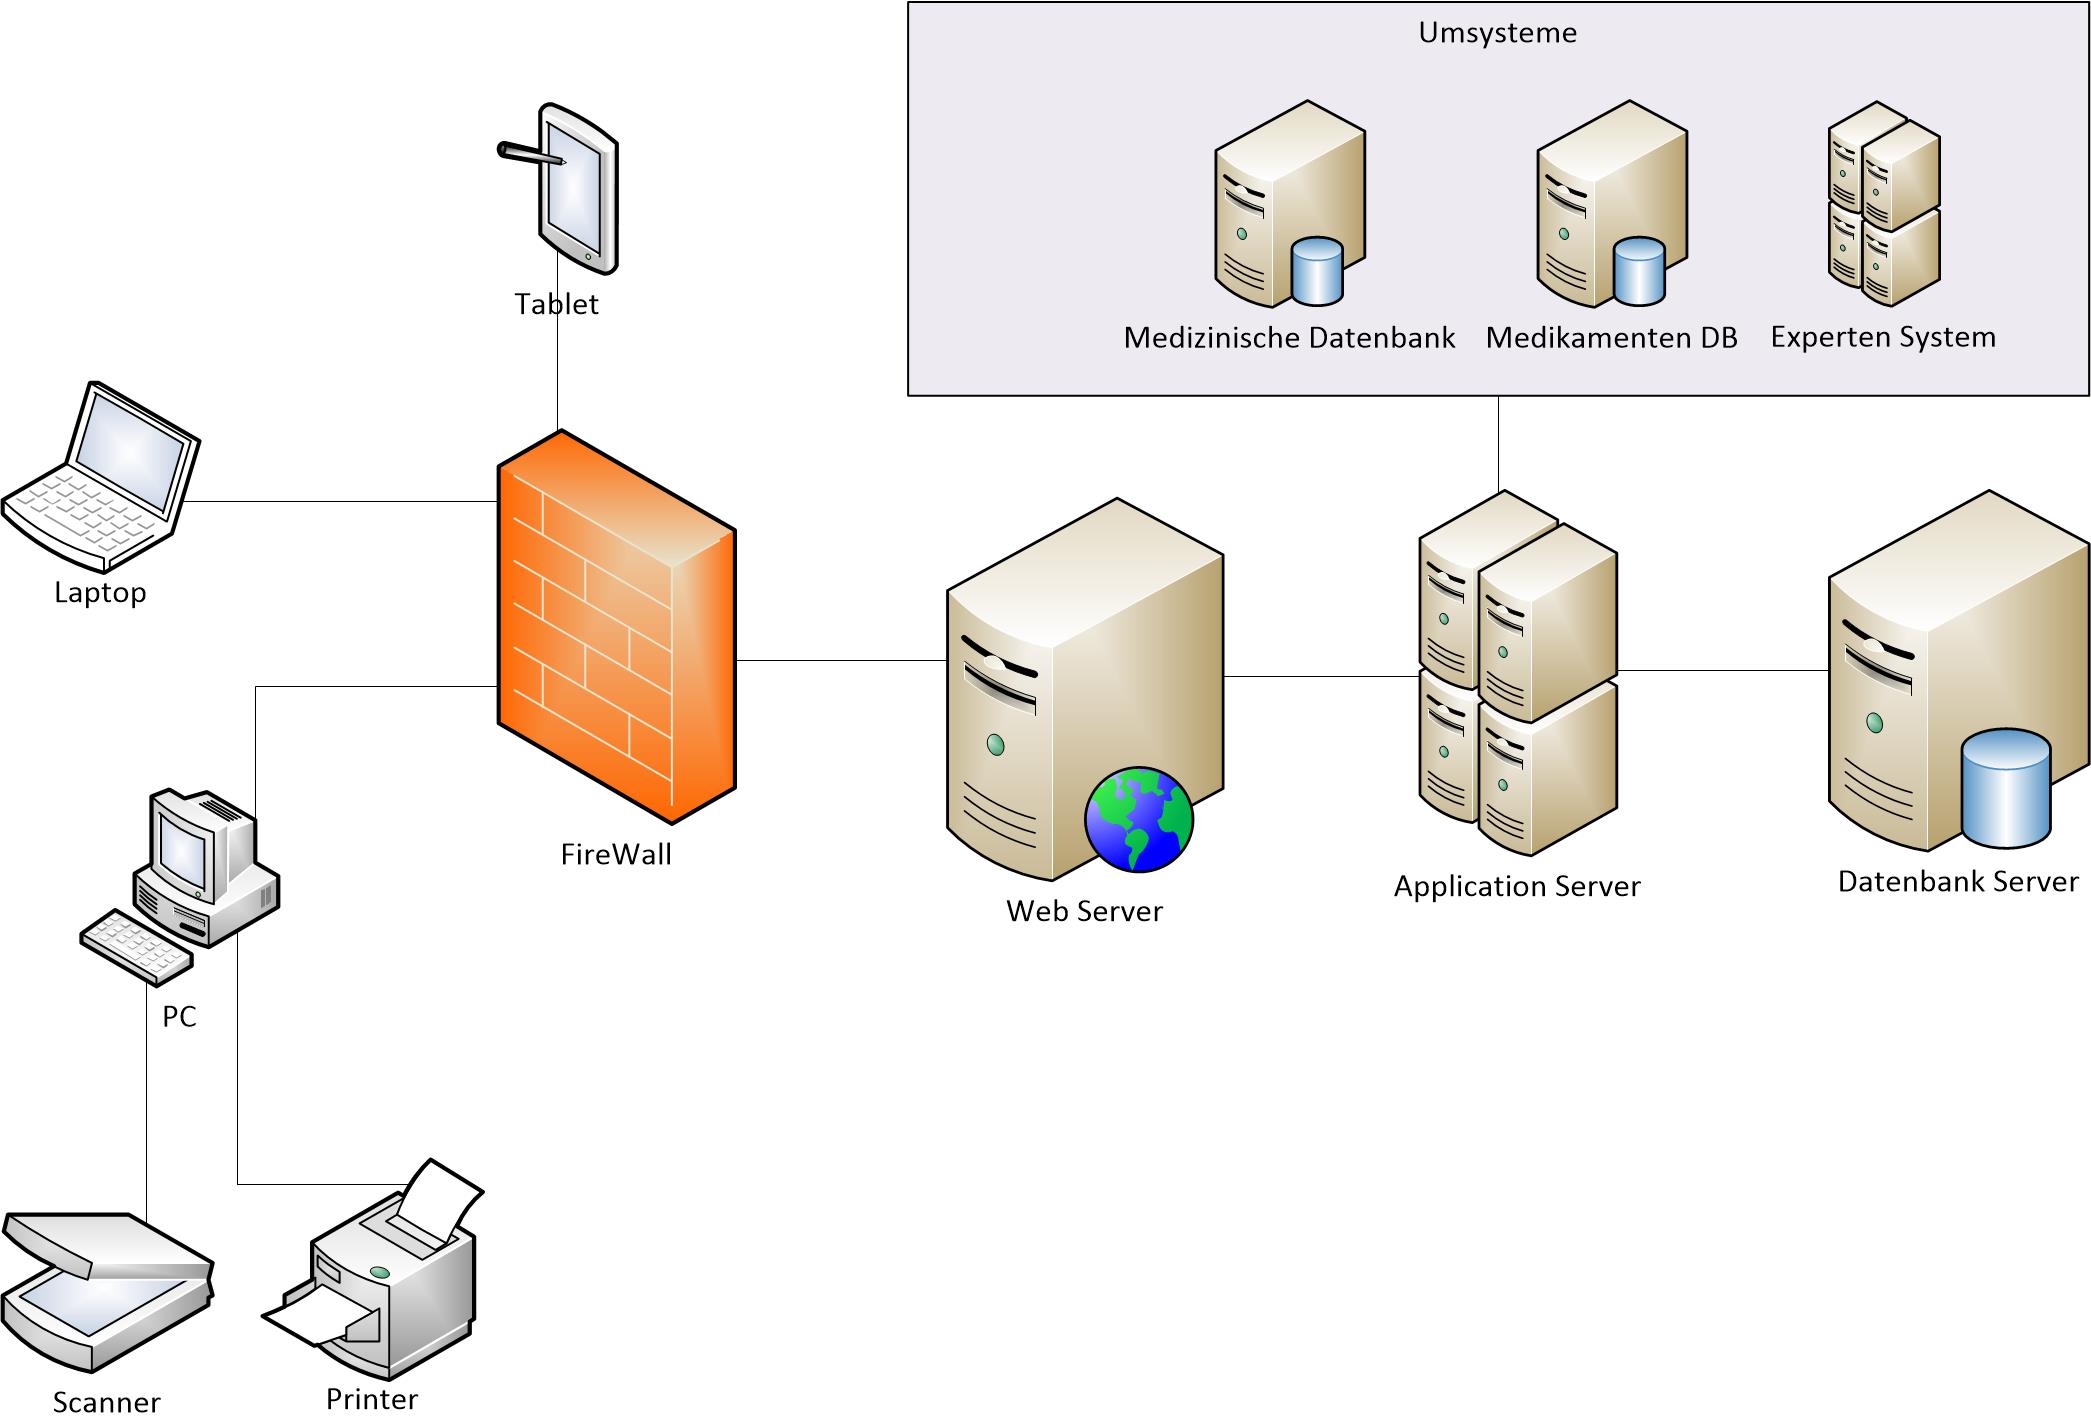 Umsysteme
Tablet
Medizinische Datenbank
Medikamenten DB
Experten System
Laptop
FireWall
Web Server
Application Server
Datenbank Server
PC
Scanner
Printer